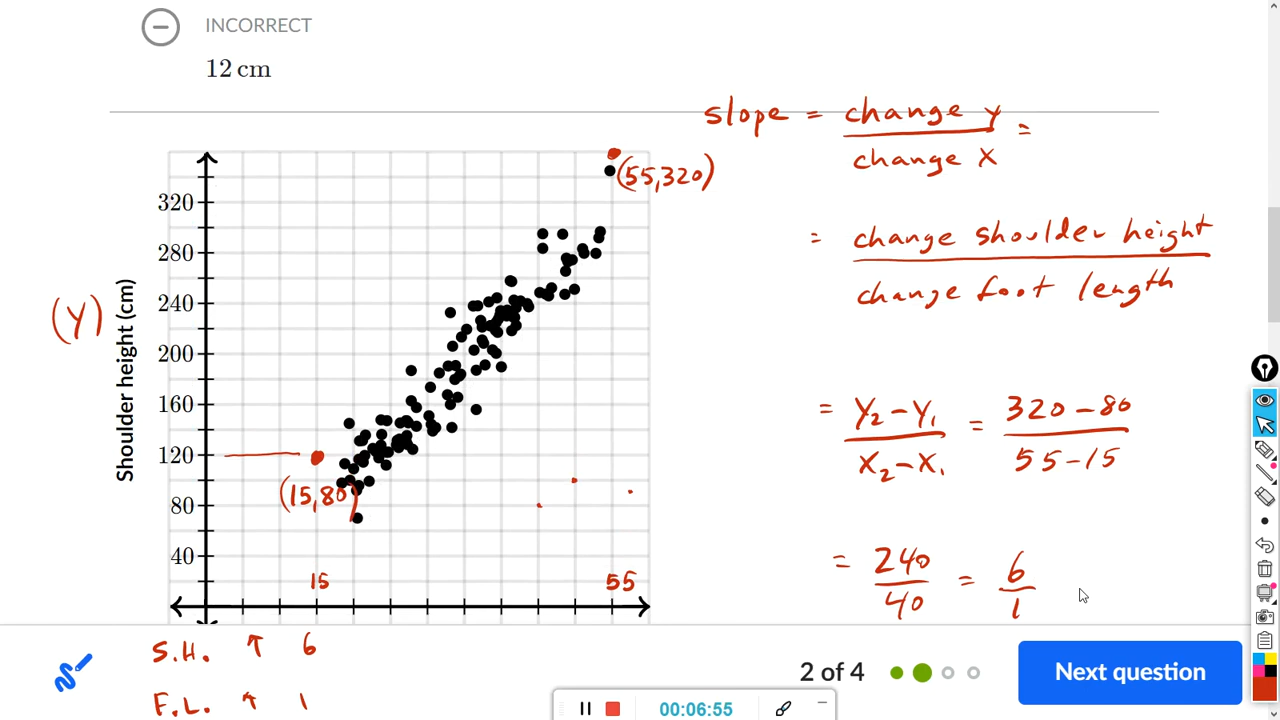 INCORRECT
12 cm
slope = change y / change x =
(55,320)
= change shoulder height / change foot length
320
280
240
200
160
120
80
40
Shoulder height (cm)
(Y)
(15,80)
15
55
= Y₂ - Y₁ / X₂ - X₁ = 320 - 80 / 55 - 15
= 240 / 40 = 6 / 1
S.H. ↑ 6
F.L. ↑ 1
2 of 4
Next question
00:06:55